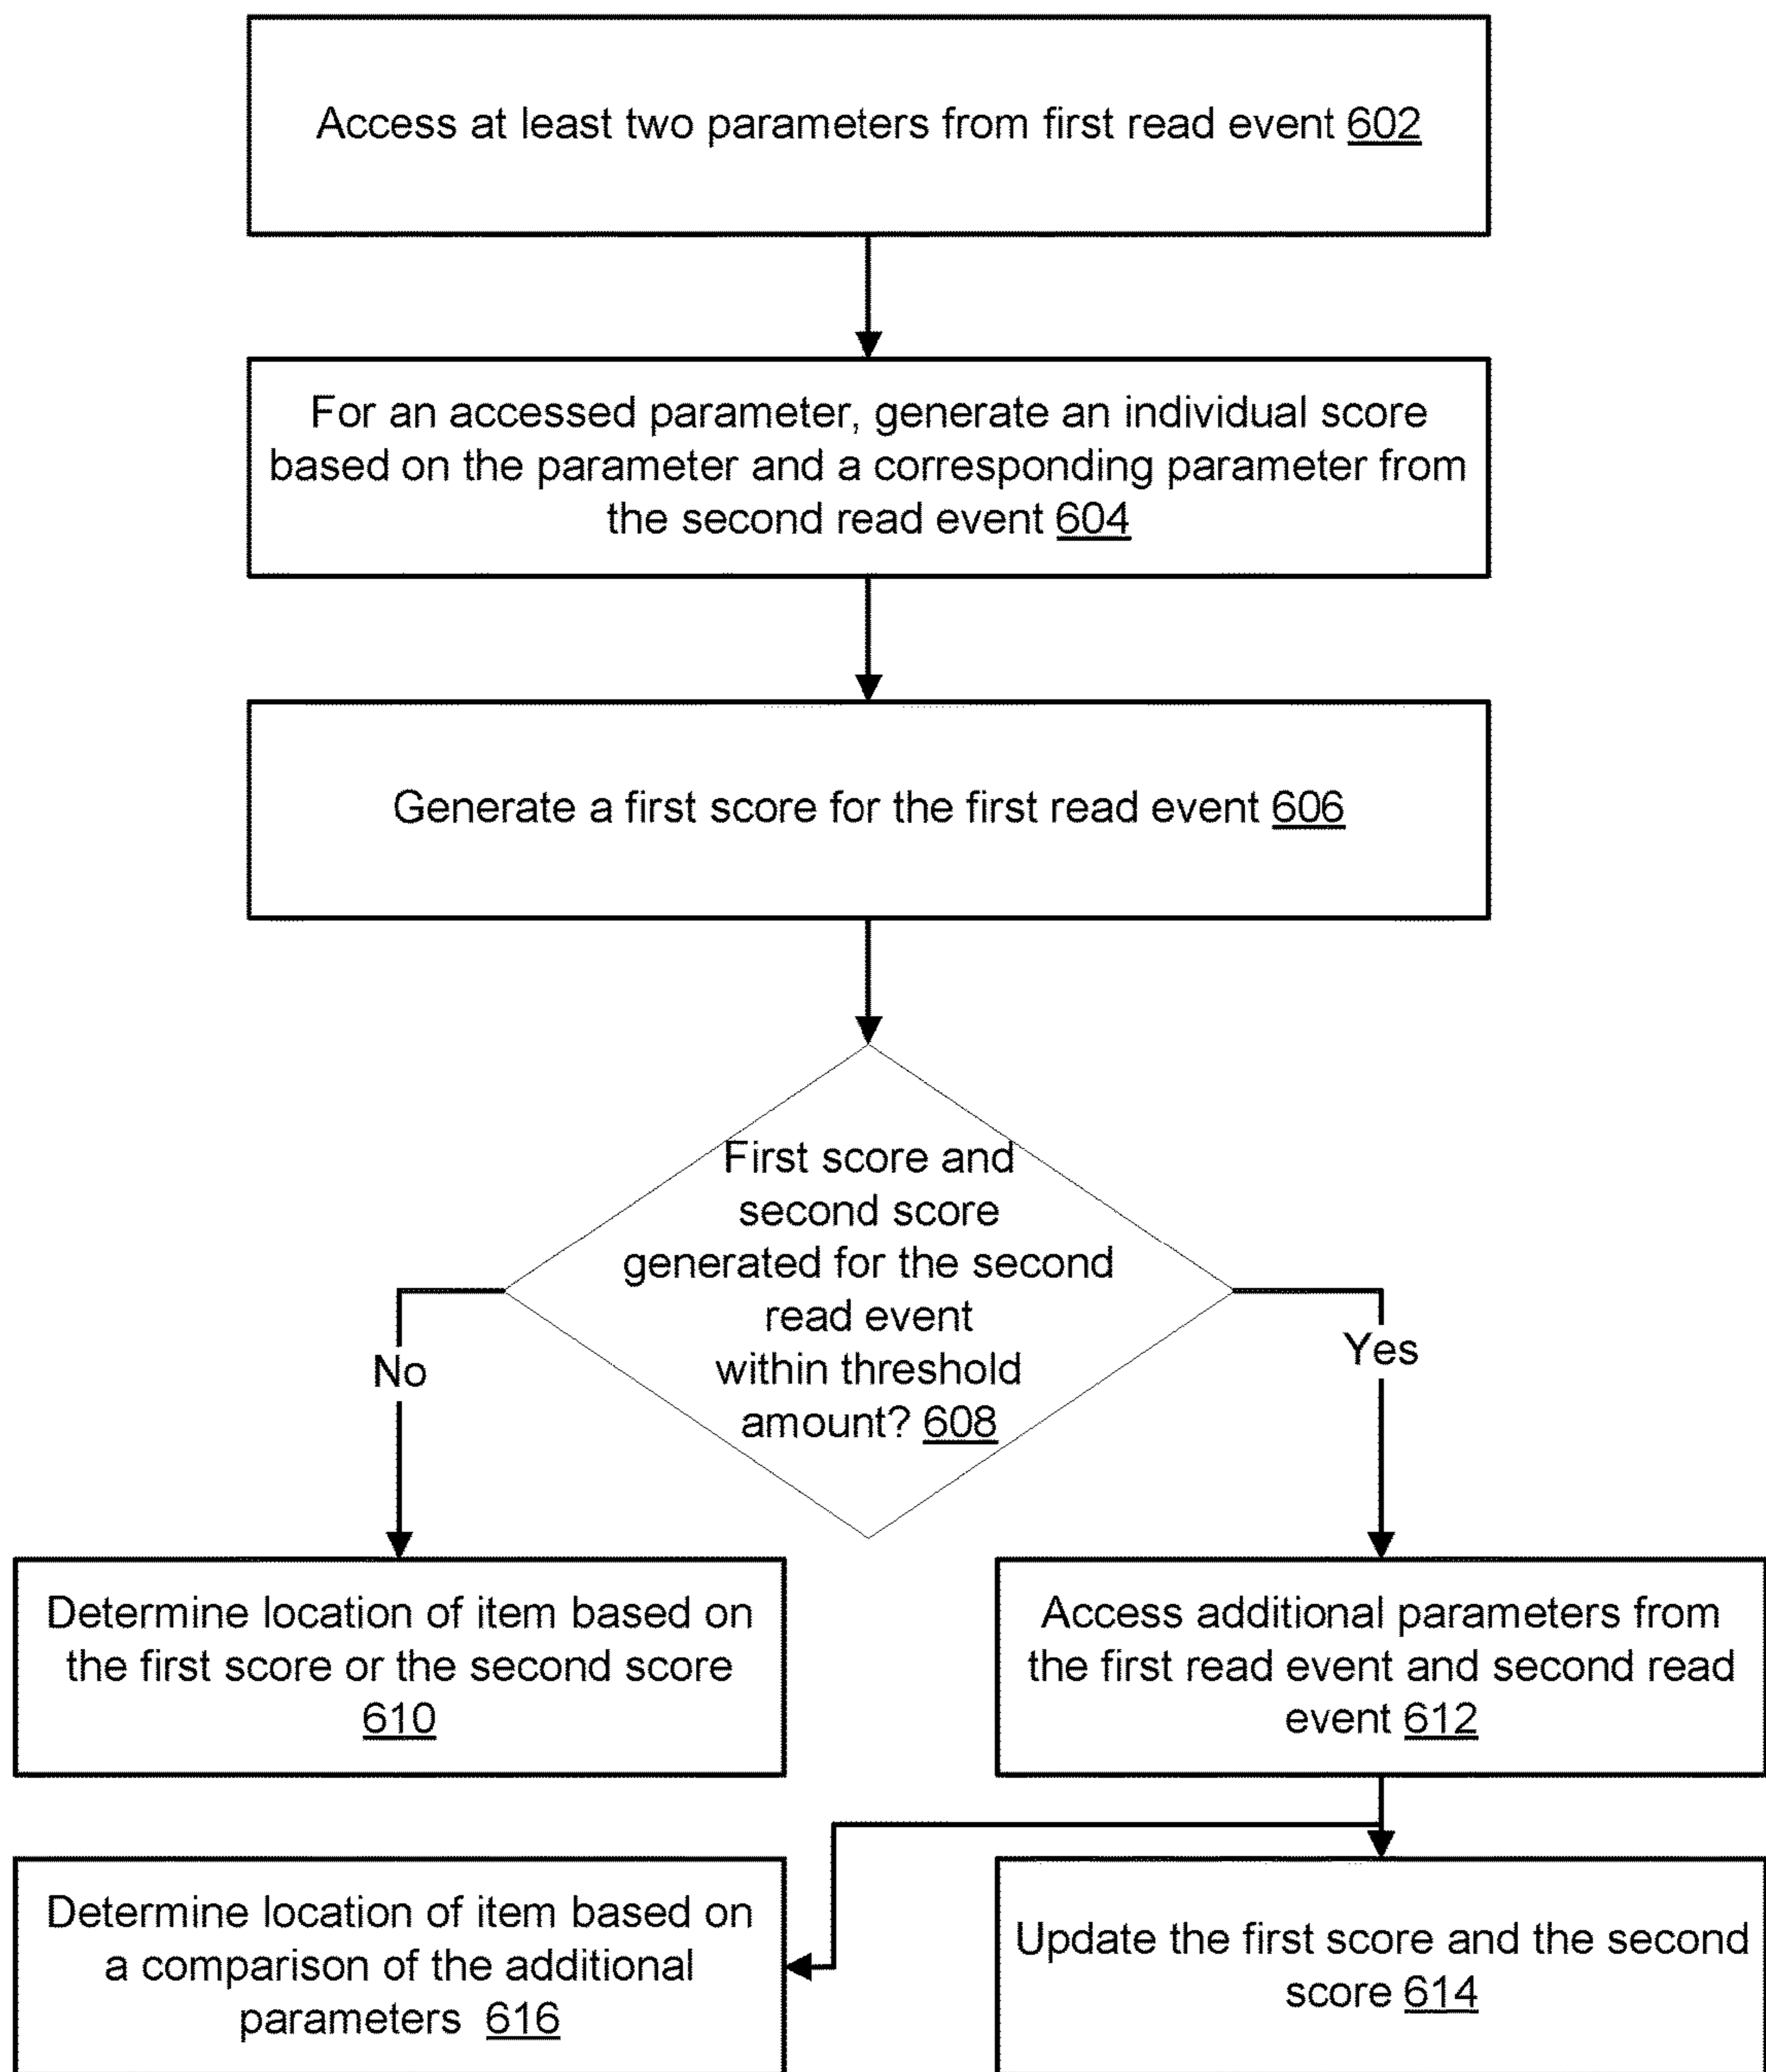 Access at least two parameters from first read event 602
For an accessed parameter, generate an individual score
based on the parameter and a corresponding parameter from
the second read event 604
Generate a first score for the first read event 606
First score and
second score
generated for the second
read event
within threshold
amount? 608
No
Yes
Determine location of item based on
the first score or the second score
610
Access additional parameters from
the first read event and second read
event 612
Determine location of item based on
a comparison of the additional
parameters 616
Update the first score and the second
score 614